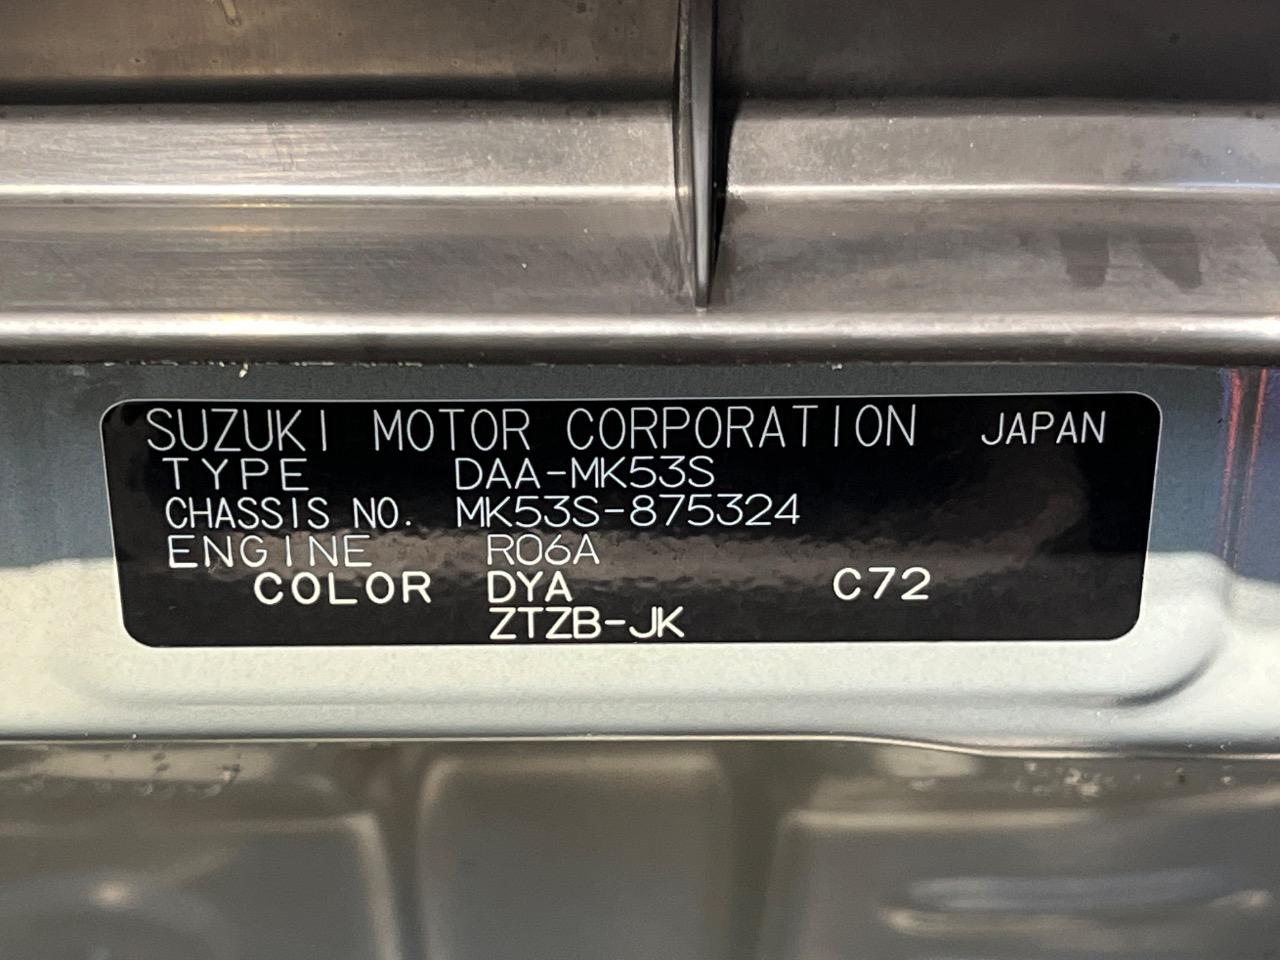 SUZUKI MOTOR CORPORATION JAPAN
TYPE DAA-MK53S
CHASSIS NO. MK53S-875324
ENGINE R06A
COLOR DYA C72
ZTZB-JK